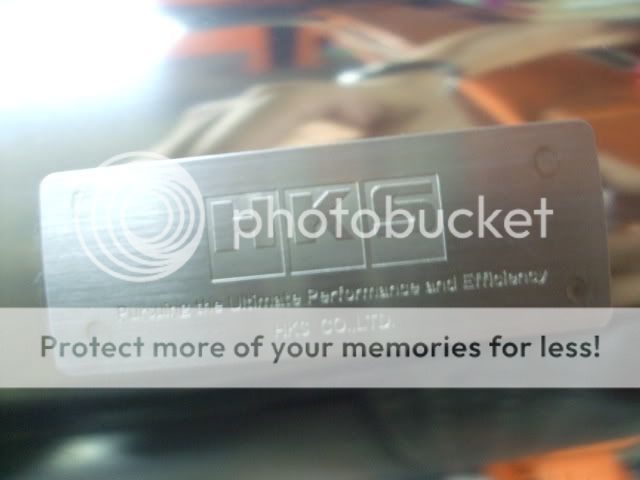 HKS
photobucket
Pursuing the Ultimate Performance and Efficiency
HKS CO.,LTD.
Protect more of your memories for less!